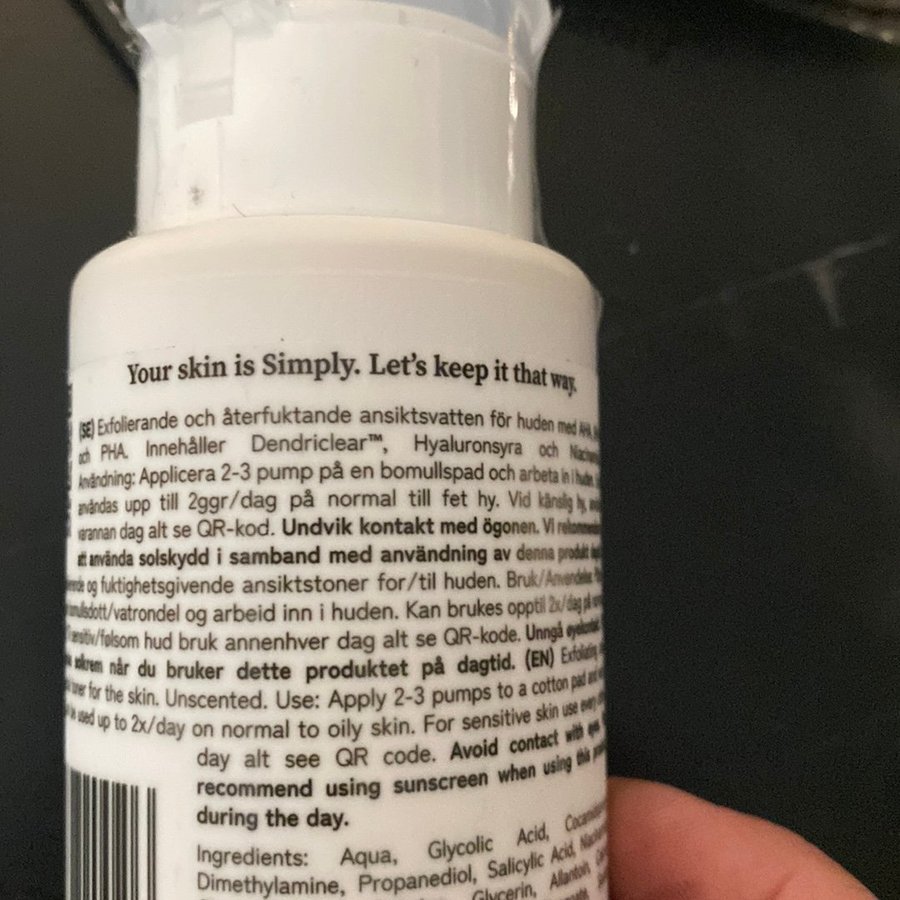 Your skin is Simply. Let's keep it that way.
(SE) Exfolierande och återfuktande ansiktsvatten för huden med AHA,
och PHA. Innehåller Dendriclear™, Hyaluronsyra och
Användning: Applicera 2-3 pump på en bomullspad och arbeta in i huden.
användas upp till 2ggr/dag på normal till fet hy. Vid känslig hy,
varannan dag alt se QR-kod. Undvik kontakt med ögonen. Vi
att använda solskydd i samband med användning av denna produkt
og fuktighetsgivende ansiktstoner for/til huden. Bruk/Anvendelse:
bomullsdott/vatrondel og arbeid inn i huden. Kan brukes opptil 2x/dag på
sensitiv/følsom hud bruk annenhver dag alt se QR-kode. Unngå
solkrem når du bruker dette produktet på dagtid. (EN) Exfoliating
toner for the skin. Unscented. Use: Apply 2-3 pumps to a cotton pad and
be used up to 2x/day on normal to oily skin. For sensitive skin use every
day alt see QR code. Avoid contact with eyes.
recommend using sunscreen when using this
during the day.
Ingredients: Aqua, Glycolic Acid,
Dimethylamine, Propanediol, Salicylic Acid,
Glycerin, Allantoin,